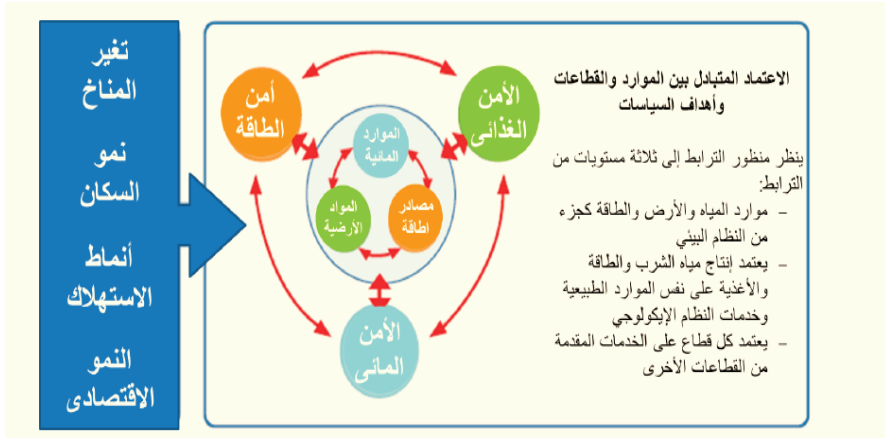 تغير
المناخ
نمو
السكان
أنماط
الاستهلاك
النمو
الاقتصادى
أمن
الطاقة
الأمن
الغذائى
الموارد
المائية
المواد
الأرضية
مصادر
اطاقة
الأمن
المائى
الاعتماد المتبادل بين الموارد والقطاعات
وأهداف السياسات
ينظر منظور الترابط إلى ثلاثة مستويات من
الترابط:
– موارد المياه والأرض والطاقة كجزء
من النظام البيئي
– يعتمد إنتاج مياه الشرب والطاقة
والأغذية على نفس الموارد الطبيعية
وخدمات النظام الإيكولوجي
– يعتمد كل قطاع على الخدمات المقدمة
من القطاعات الأخرى